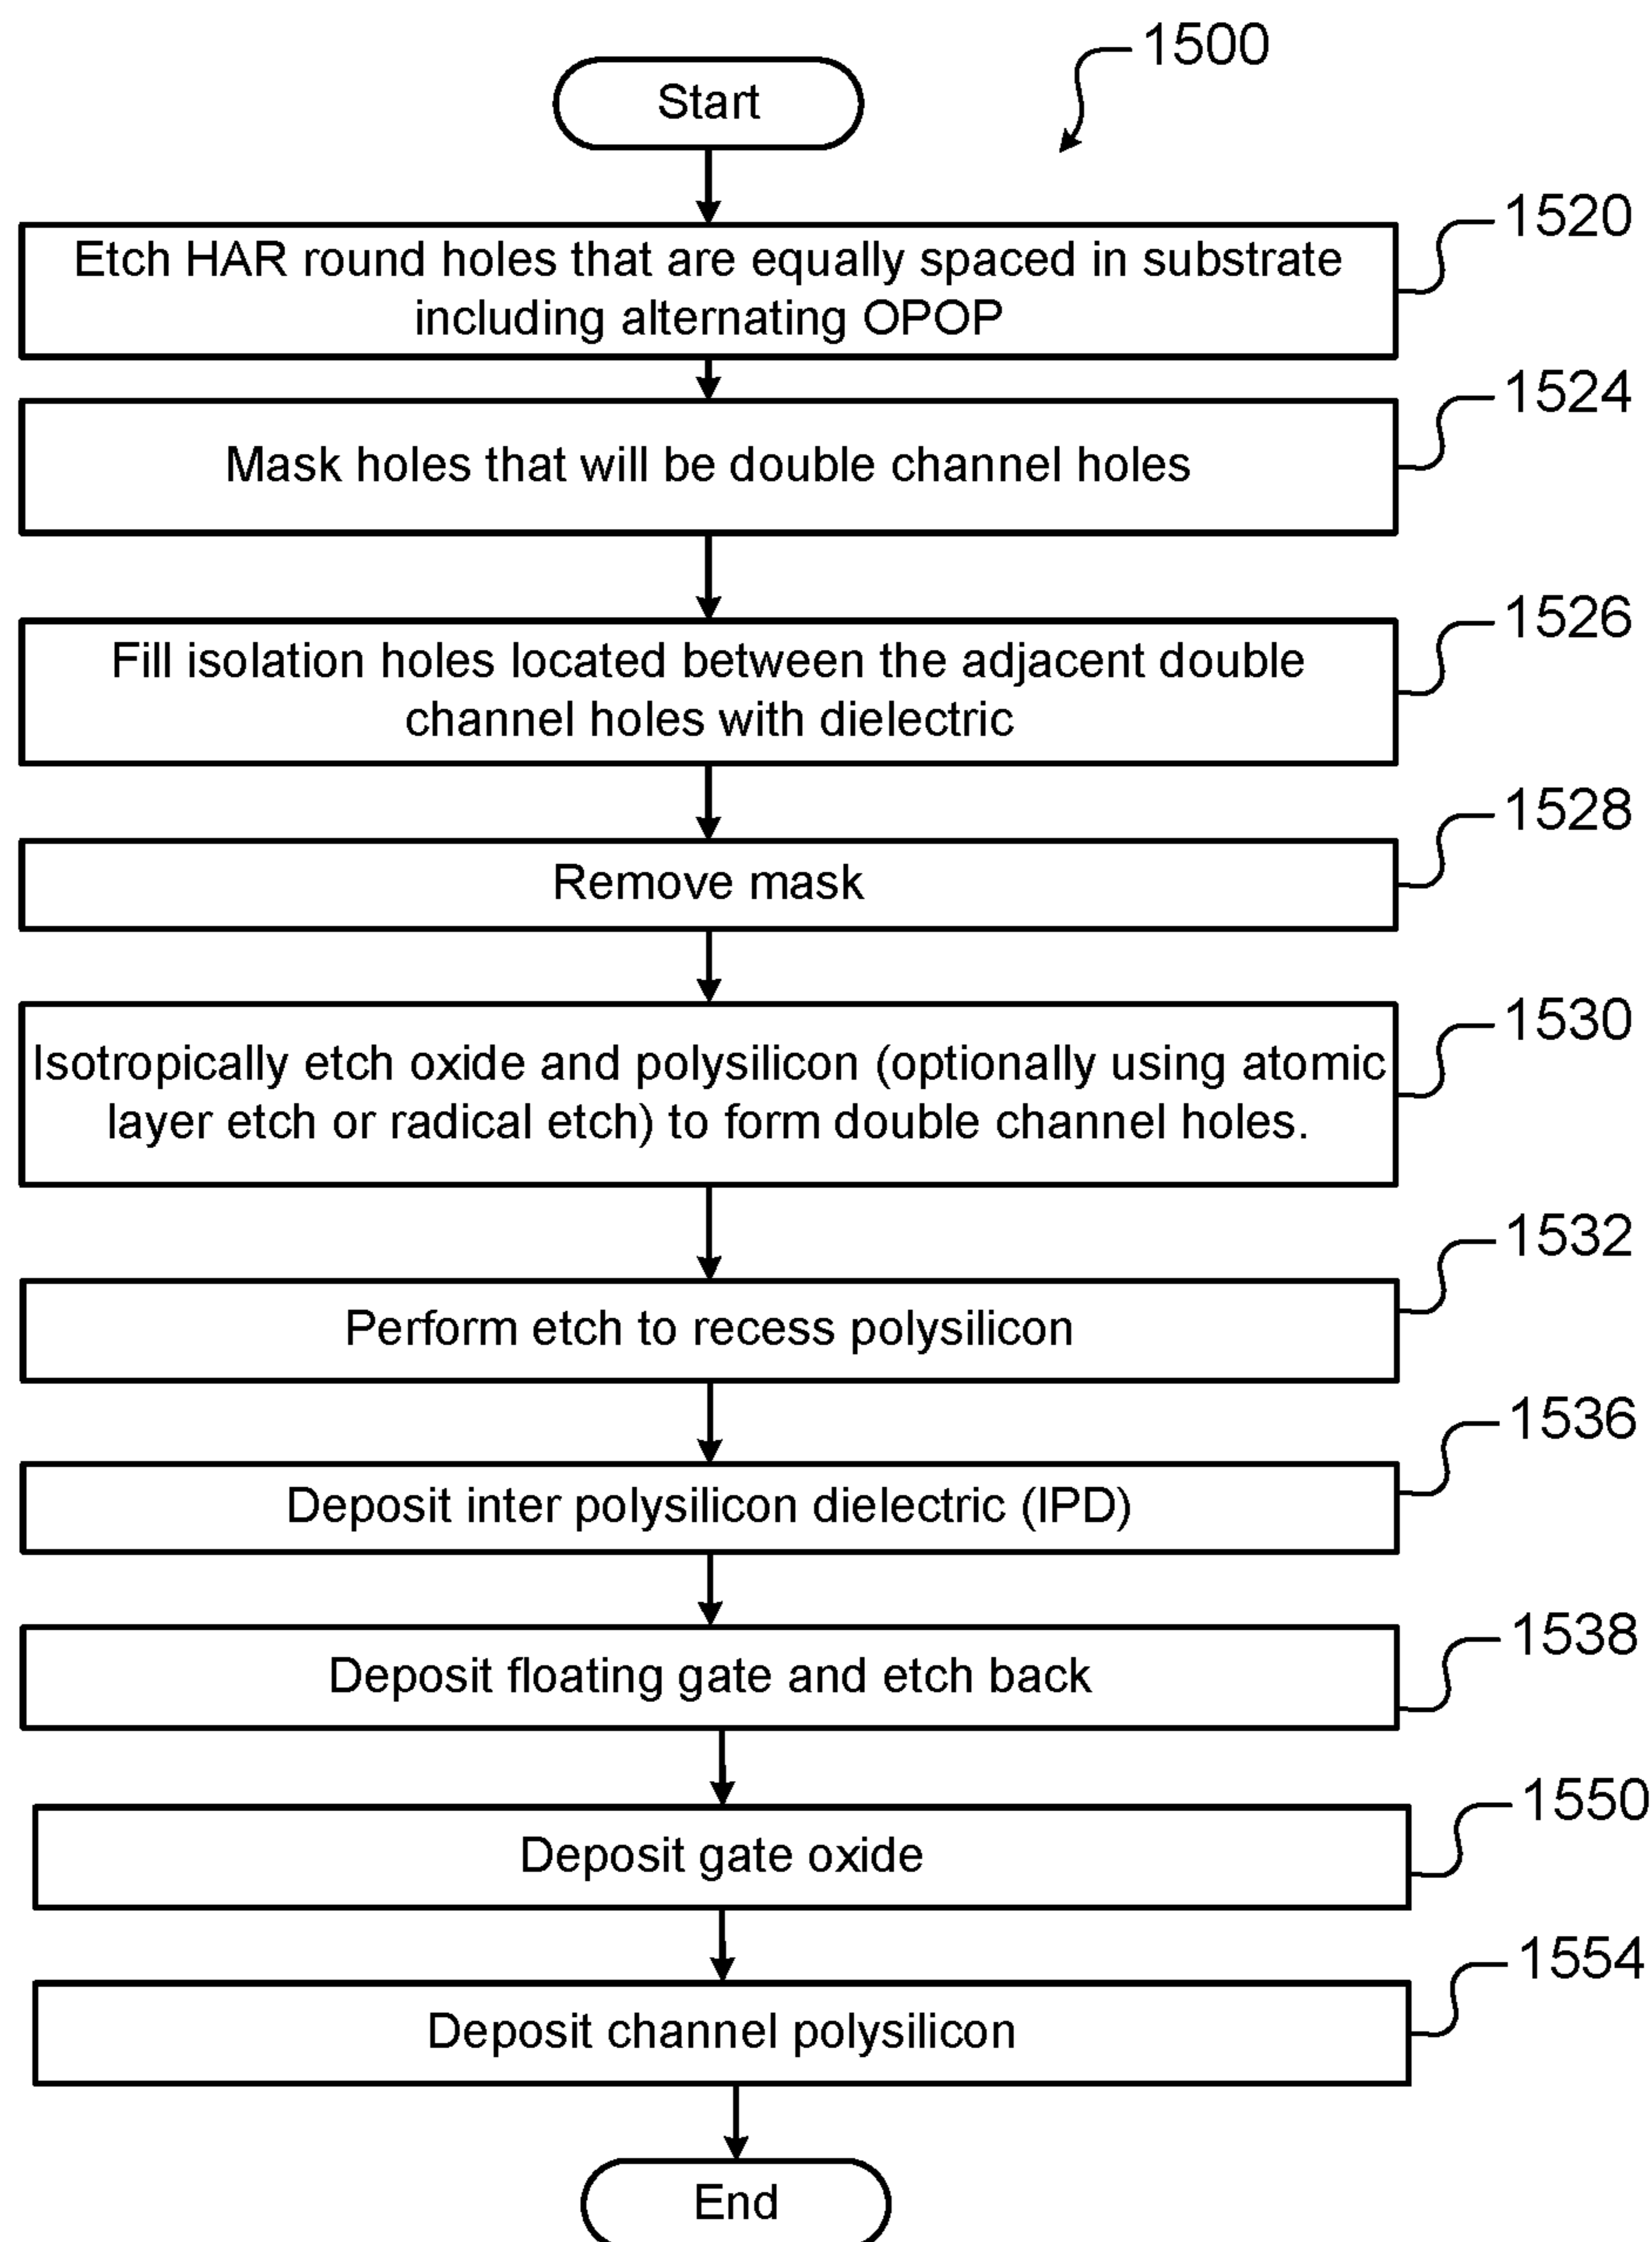 1500
Start
1520
Etch HAR round holes that are equally spaced in substrate
including alternating OPOP
1524
Mask holes that will be double channel holes
1526
Fill isolation holes located between the adjacent double
channel holes with dielectric
1528
Remove mask
1530
Isotropically etch oxide and polysilicon (optionally using atomic
layer etch or radical etch) to form double channel holes.
1532
Perform etch to recess polysilicon
1536
Deposit inter polysilicon dielectric (IPD)
1538
Deposit floating gate and etch back
1550
Deposit gate oxide
1554
Deposit channel polysilicon
End